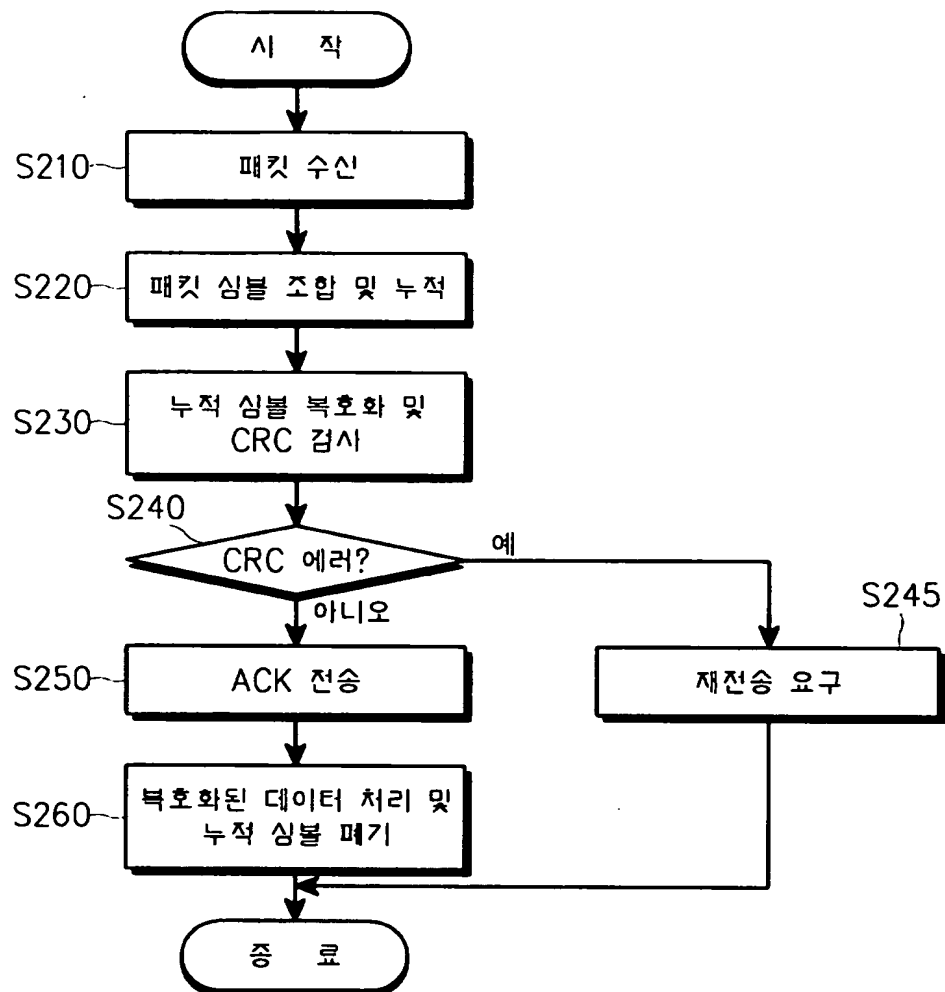 시 작
S210
패킷 수신
S220
패킷 심볼 조합 및 누적
S230
누적 심볼 복호화 및
CRC 검사
S240
CRC 에러?
예
아니오
S245
S250
ACK 전송
재전송 요구
S260
복호화된 데이터 처리 및
누적 심볼 폐기
종 료